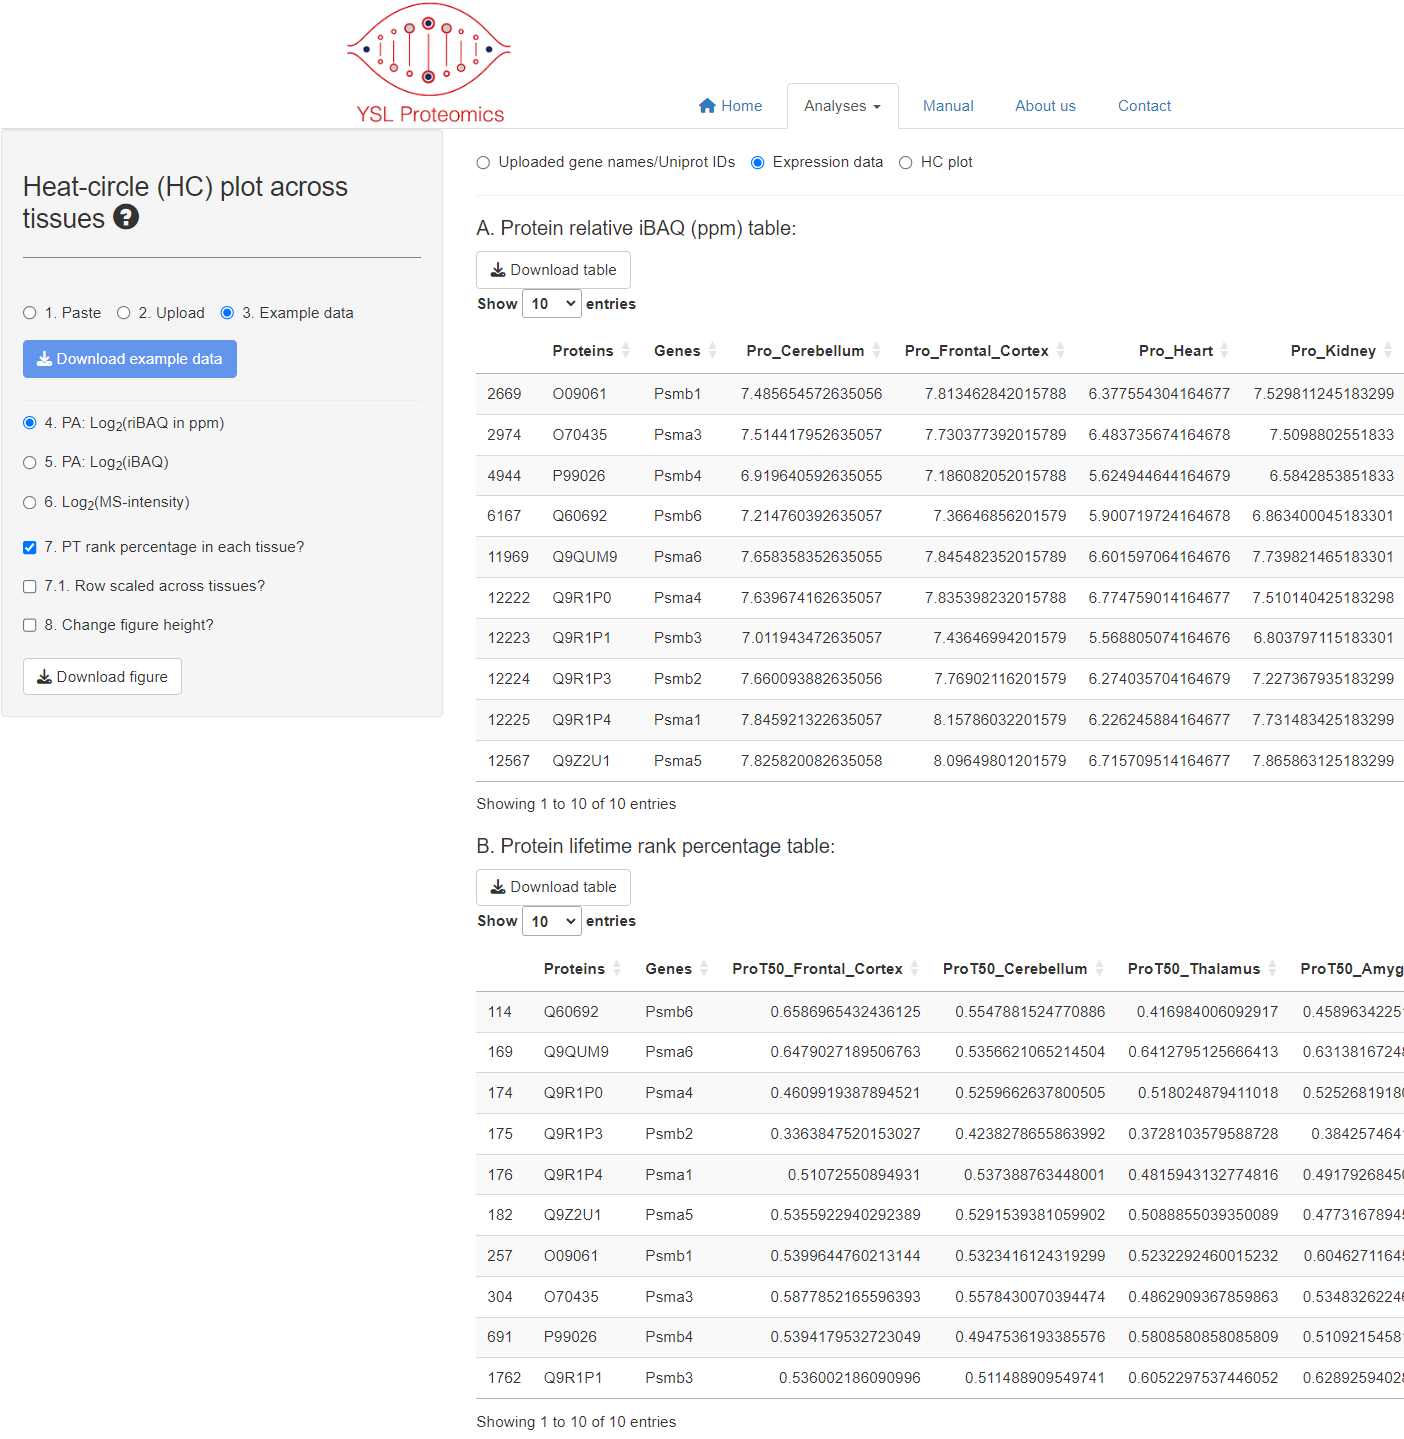 YSL Proteomics
Home Analyses Manual About us Contact
Heat-circle (HC) plot across
tissues ?
1. Paste 2. Upload 3. Example data
Download example data
4. PA: Log2(riBAQ in ppm)
5. PA: Log2(iBAQ)
6. Log2(MS-intensity)
7. PT rank percentage in each tissue?
7.1. Row scaled across tissues?
8. Change figure height?
Download figure
Uploaded gene names/Uniprot IDs Expression data HC plot
A. Protein relative iBAQ (ppm) table:
Download table
Show 10 entries
Proteins Genes Pro_Cerebellum Pro_Frontal_Cortex Pro_Heart Pro_Kidney
2669 O09061 Psmb1 7.485654572635056 7.813462842015788 6.377554304164677 7.529811245183299
2974 O70435 Psma3 7.514417952635057 7.730377392015789 6.483735674164678 7.5098802551833
4944 P99026 Psmb4 6.919640592635055 7.186082052015788 5.624944644164679 6.5842853851833
6167 Q60692 Psmb6 7.214760392635057 7.36646856201579 5.900719724164678 6.863400045183301
11969 Q9QUM9 Psma6 7.658358352635055 7.845482352015789 6.601597064164676 7.739821465183301
12222 Q9R1P0 Psma4 7.639674162635057 7.835398232015788 6.774759014164677 7.510140425183298
12223 Q9R1P1 Psmb3 7.011943472635057 7.43646994201579 5.568805074164676 6.803797115183301
12224 Q9R1P3 Psmb2 7.660093882635056 7.76902116201579 6.274035704164679 7.227367935183299
12225 Q9R1P4 Psma1 7.845921322635057 8.15786032201579 6.226245884164677 7.731483425183299
12567 Q9Z2U1 Psma5 7.825820082635058 8.09649801201579 6.715709514164677 7.865863125183299
Showing 1 to 10 of 10 entries
B. Protein lifetime rank percentage table:
Download table
Show 10 entries
Proteins Genes ProT50_Frontal_Cortex ProT50_Cerebellum ProT50_Thalamus ProT50_Amyg
114 Q60692 Psmb6 0.6586965432436125 0.5547881524770886 0.416984006092917 0.4589634225
169 Q9QUM9 Psma6 0.6479027189506763 0.5356621065214504 0.6412795125666413 0.6313816724
174 Q9R1P0 Psma4 0.4609919387894521 0.5259662637800505 0.518024879411018 0.5252681918
175 Q9R1P3 Psmb2 0.3363847520153027 0.4238278655863992 0.3728103579588728 0.384257464
176 Q9R1P4 Psma1 0.51072550894931 0.537388763448001 0.4815943132774816 0.4917926845
182 Q9Z2U1 Psma5 0.5355922940292389 0.5291539381059902 0.5088855039350089 0.4773167894
257 O09061 Psmb1 0.5399644760213144 0.5323416124319299 0.5232292460015232 0.6046271164
304 O70435 Psma3 0.5877852165596393 0.5578430070394474 0.4862909367859863 0.5348326224
691 P99026 Psmb4 0.5394179532723049 0.4947536193385576 0.5808580858085809 0.5109215458
1762 Q9R1P1 Psmb3 0.536002186090996 0.511488909549741 0.6052297537446052 0.6289259402
Showing 1 to 10 of 10 entries